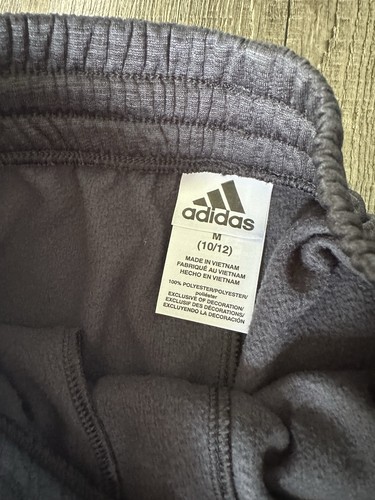 adidas
M
(10/12)
MADE IN VIETNAM
FABRIQUÉ AU VIETNAM
HECHO EN VIETNAM
100% POLYESTER/POLYESTER/
poliéster
EXCLUSIVE OF DECORATION/
EXCLUSIF DES DÉCORATIONS/
EXCLUYENDO LA DECORACIÓN